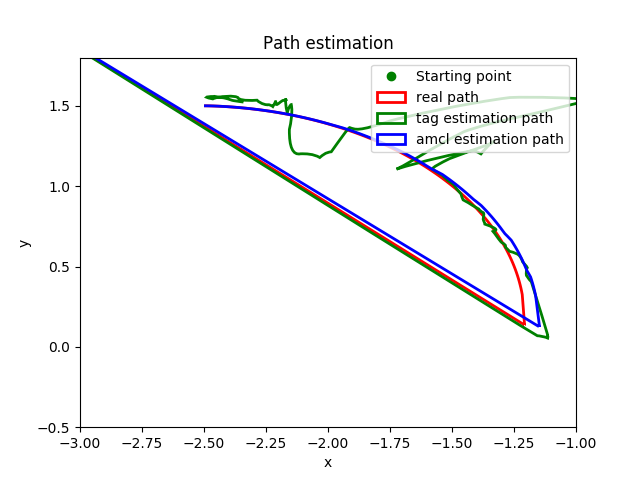 Path estimation
Starting point
real path
tag estimation path
amcl estimation path
1.5
1.0
0.5
0.0
−0.5
y
−3.00 −2.75 −2.50 −2.25 −2.00 −1.75 −1.50 −1.25 −1.00
x